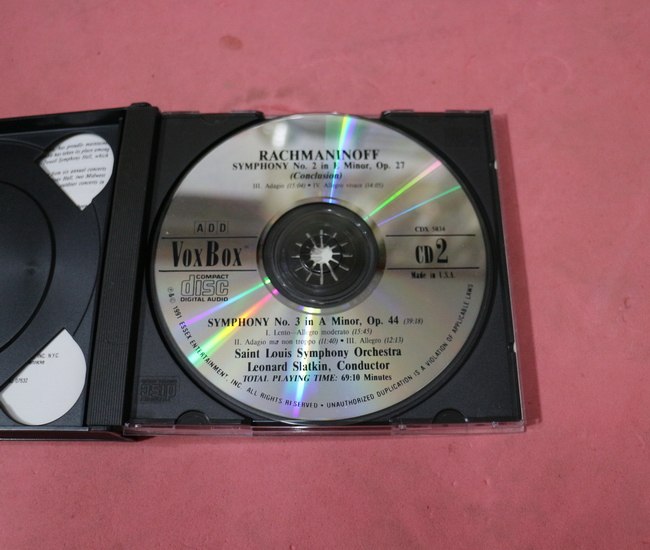 RACHMANINOFF
SYMPHONY No. 2 in E Minor, Op. 27
(Conclusion)
III. Adagio (15:04) • IV. Allegro vivace (14:05)
ADD
VOXBOX
COMPACT
disc
DIGITAL AUDIO
CDX 5034
CD2
Made in U.S.A.
SYMPHONY No. 3 in A Minor, Op. 44 (39:18)
I. Lento–Allegro moderato (15:45)
II. Adagio ma non troppo (11:40) • III. Allegro (12:13)
Saint Louis Symphony Orchestra
Leonard Slatkin, Conductor
TOTAL PLAYING TIME: 69:10 Minutes
1991 ESSEX ENTERTAINMENT, INC. ALL RIGHTS RESERVED • UNAUTHORIZED DUPLICATION IS A VIOLATION OF APPLICABLE LAWS